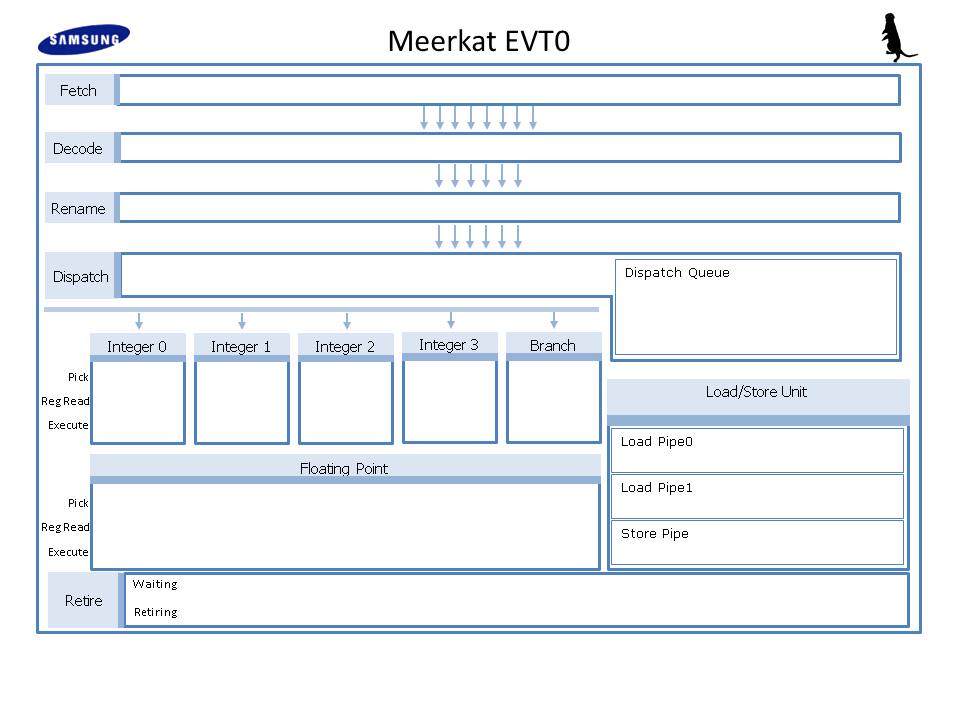 SAMSUNG
Meerkat EVT0
Fetch
Decode
Rename
Dispatch
Dispatch Queue
Integer 0
Integer 1
Integer 2
Integer 3
Branch
Pick
Reg Read
Execute
Load/Store Unit
Load Pipe0
Load Pipe1
Store Pipe
Floating Point
Pick
Reg Read
Execute
Retire
Waiting
Retiring